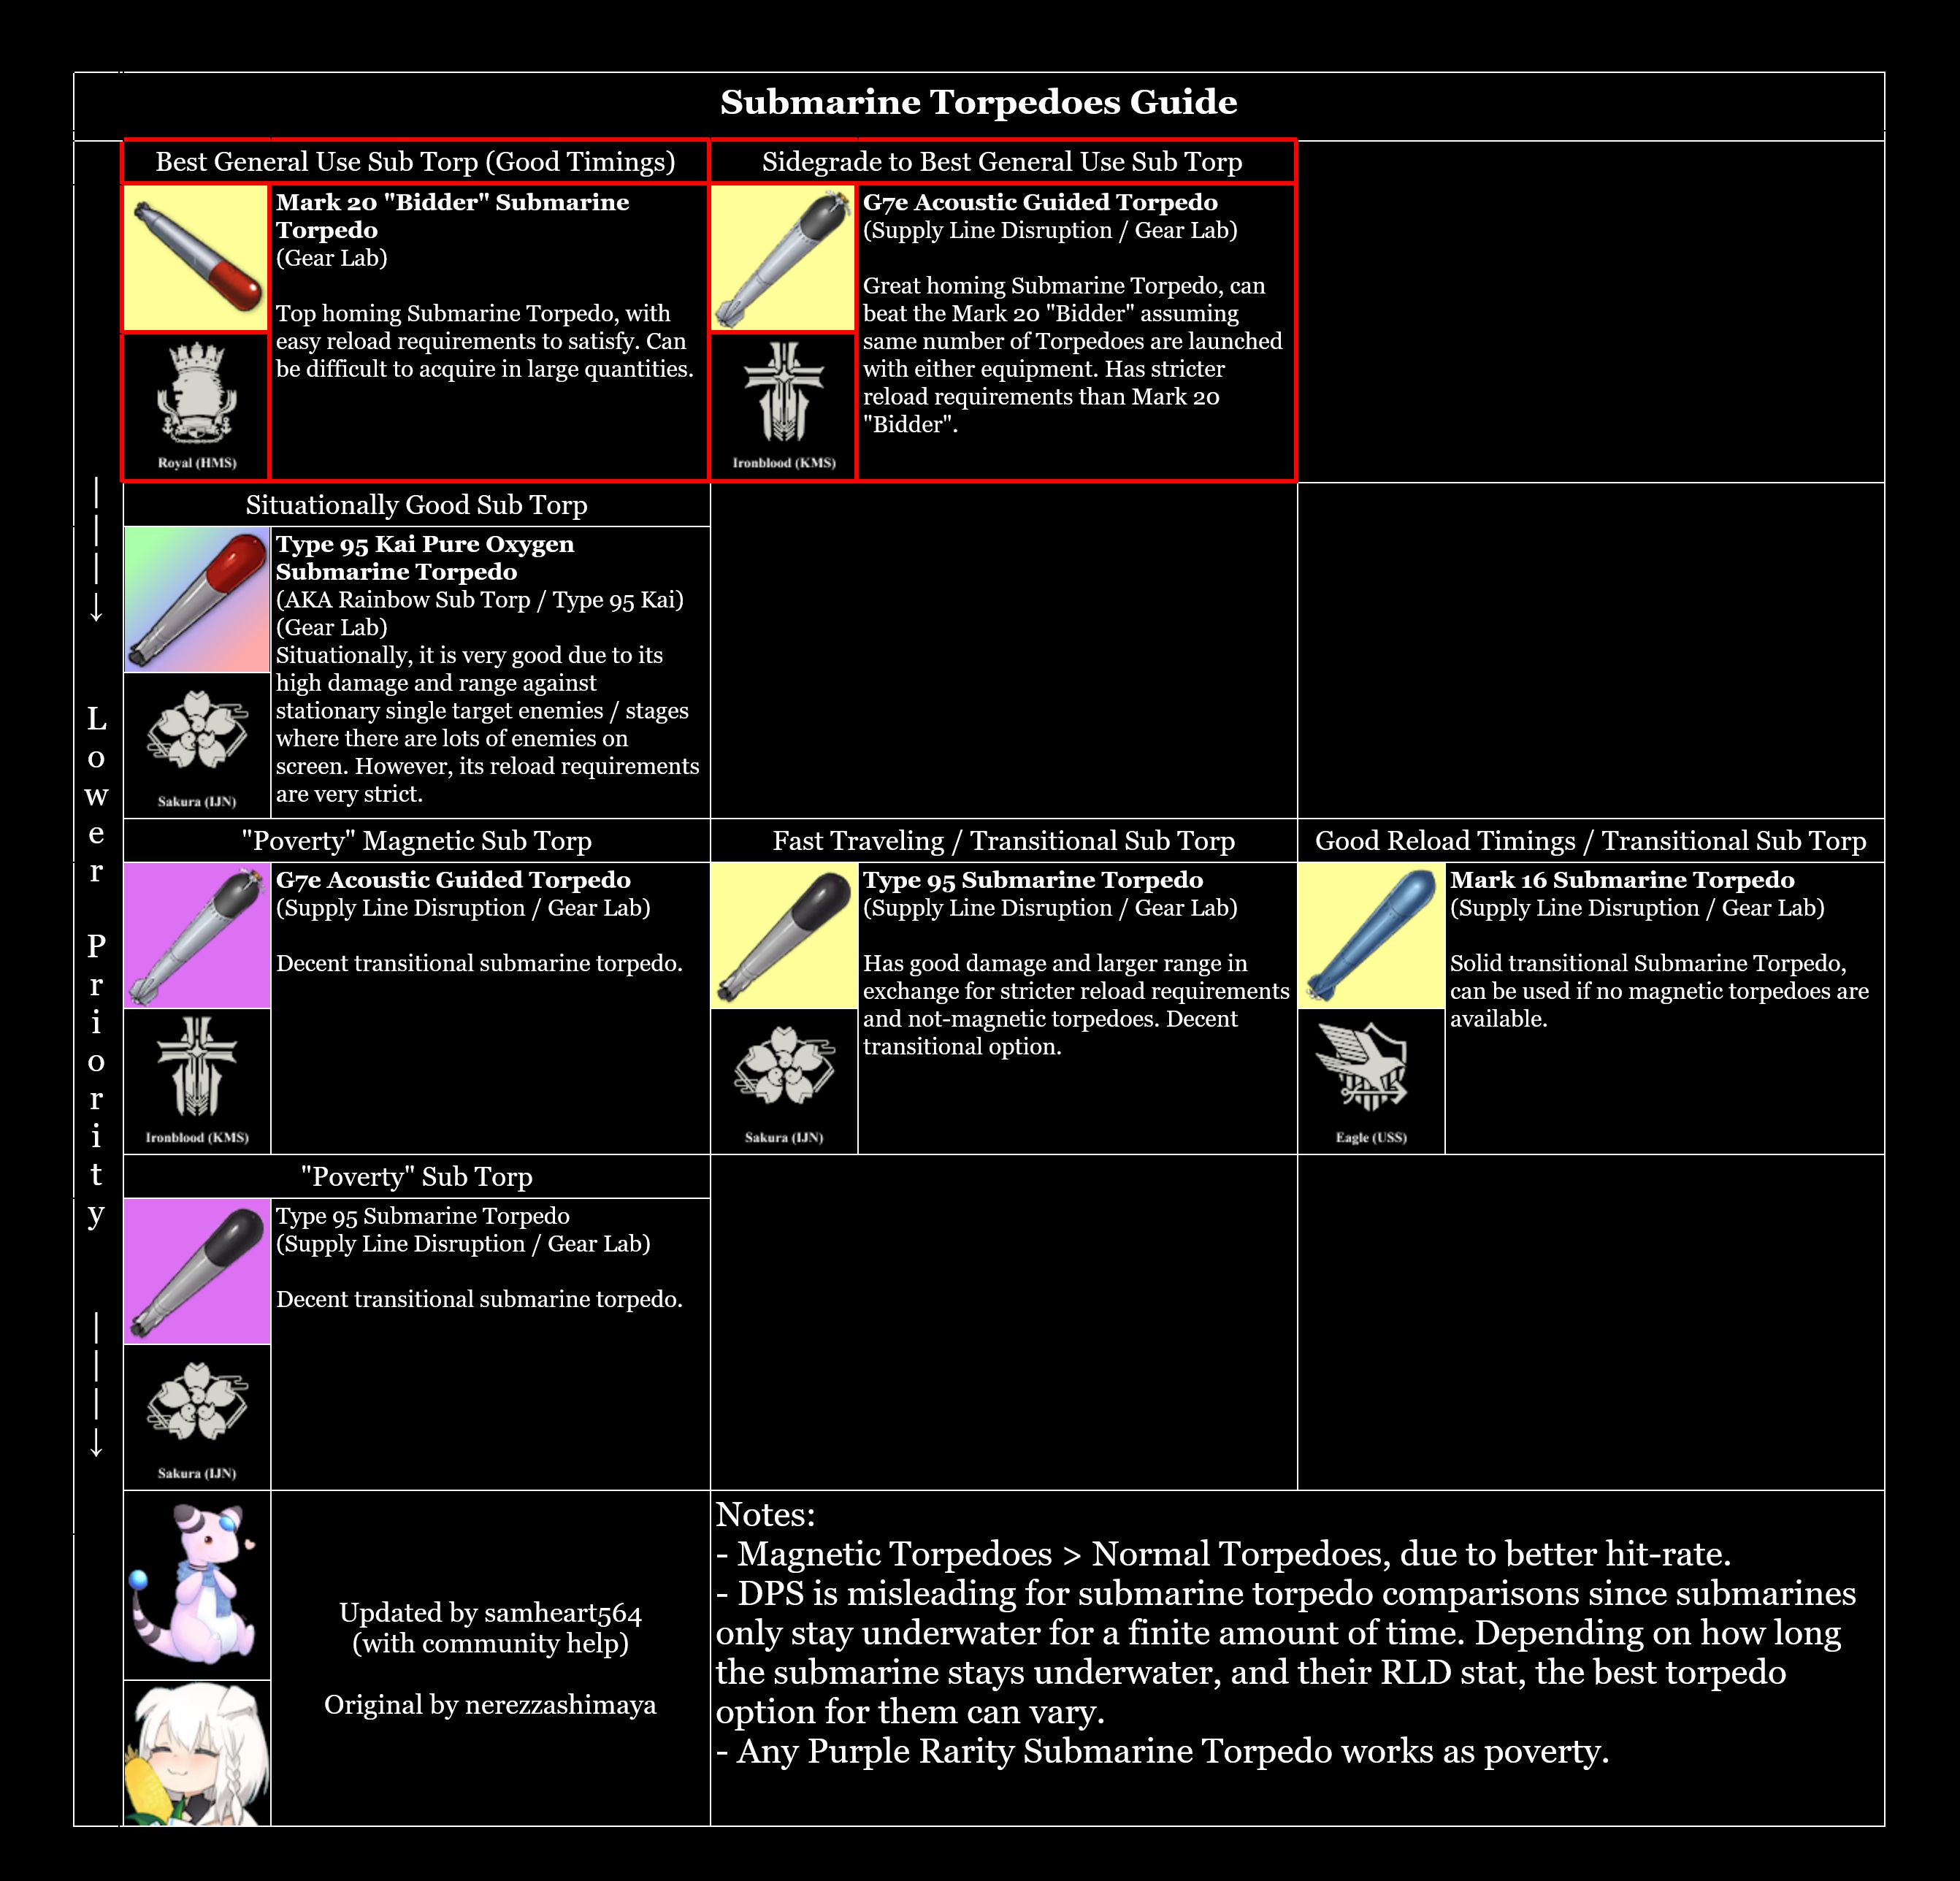 Submarine Torpedoes Guide
Best General Use Sub Torp (Good Timings)
Mark 20 "Bidder" Submarine
Torpedo
(Gear Lab)
Top homing Submarine Torpedo, with
easy reload requirements to satisfy. Can
be difficult to acquire in large quantities.
Royal (HMS)
Sidegrade to Best General Use Sub Torp
G7e Acoustic Guided Torpedo
(Supply Line Disruption / Gear Lab)
Great homing Submarine Torpedo, can
beat the Mark 20 "Bidder" assuming
same number of Torpedoes are launched
with either equipment. Has stricter
reload requirements than Mark 20
"Bidder".
Ironblood (KMS)
Situationally Good Sub Torp
Type 95 Kai Pure Oxygen
Submarine Torpedo
(AKA Rainbow Sub Torp / Type 95 Kai)
(Gear Lab)
Situationally, it is very good due to its
high damage and range against
stationary single target enemies / stages
where there are lots of enemies on
screen. However, its reload requirements
are very strict.
Sakura (IJN)
Lower Priority
"Poverty" Magnetic Sub Torp
G7e Acoustic Guided Torpedo
(Supply Line Disruption / Gear Lab)
Decent transitional submarine torpedo.
Ironblood (KMS)
Fast Traveling / Transitional Sub Torp
Type 95 Submarine Torpedo
(Supply Line Disruption / Gear Lab)
Has good damage and larger range in
exchange for stricter reload requirements
and not-magnetic torpedoes. Decent
transitional option.
Sakura (IJN)
Good Reload Timings / Transitional Sub Torp
Mark 16 Submarine Torpedo
(Supply Line Disruption / Gear Lab)
Solid transitional Submarine Torpedo,
can be used if no magnetic torpedoes are
available.
Eagle (USS)
"Poverty" Sub Torp
Type 95 Submarine Torpedo
(Supply Line Disruption / Gear Lab)
Decent transitional submarine torpedo.
Sakura (IJN)
Updated by samheart564
(with community help)
Original by nerezzashimaya
Notes:
- Magnetic Torpedoes > Normal Torpedoes, due to better hit-rate.
- DPS is misleading for submarine torpedo comparisons since submarines
only stay underwater for a finite amount of time. Depending on how long
the submarine stays underwater, and their RLD stat, the best torpedo
option for them can vary.
- Any Purple Rarity Submarine Torpedo works as poverty.